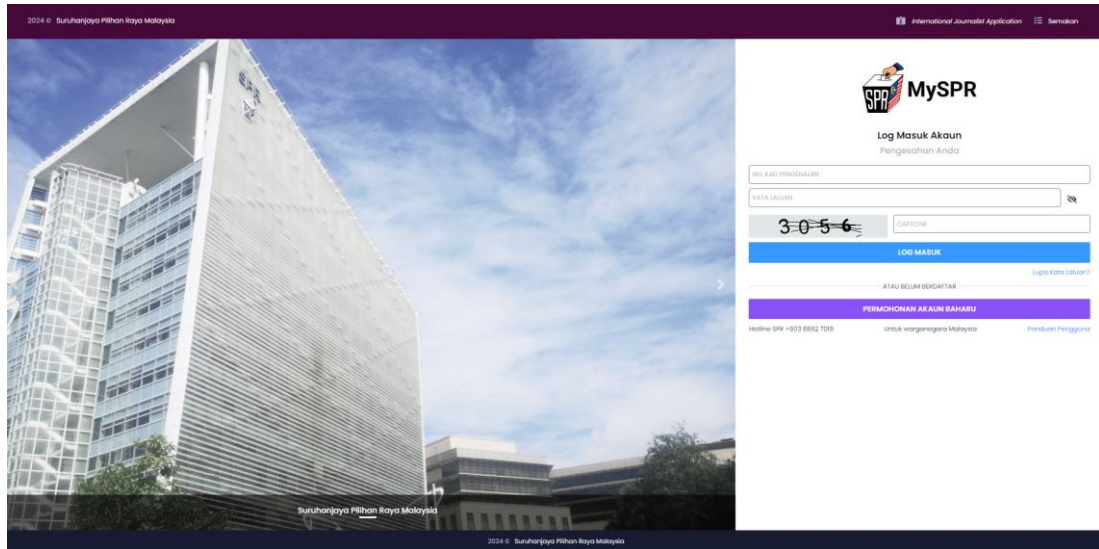 2024 © Suruhanjaya Pilihan Raya Malaysia
International Journalist Application
Semakan
SPR
SPR MySPR
Log Masuk Akaun
Pengesahan Anda
NO. KAD PENGENALAN
KATA LALUAN
3056
CAPTCHA
LOG MASUK
Lupa Kata Laluan?
ATAU BELUM BERDAFTAR
PERMOHONAN AKAUN BAHARU
Hotline SPR +603 8892 7018
Untuk warganegara Malaysia
Panduan Pengguna
Suruhanjaya Pilihan Raya Malaysia
2024 © Suruhanjaya Pilihan Raya Malaysia